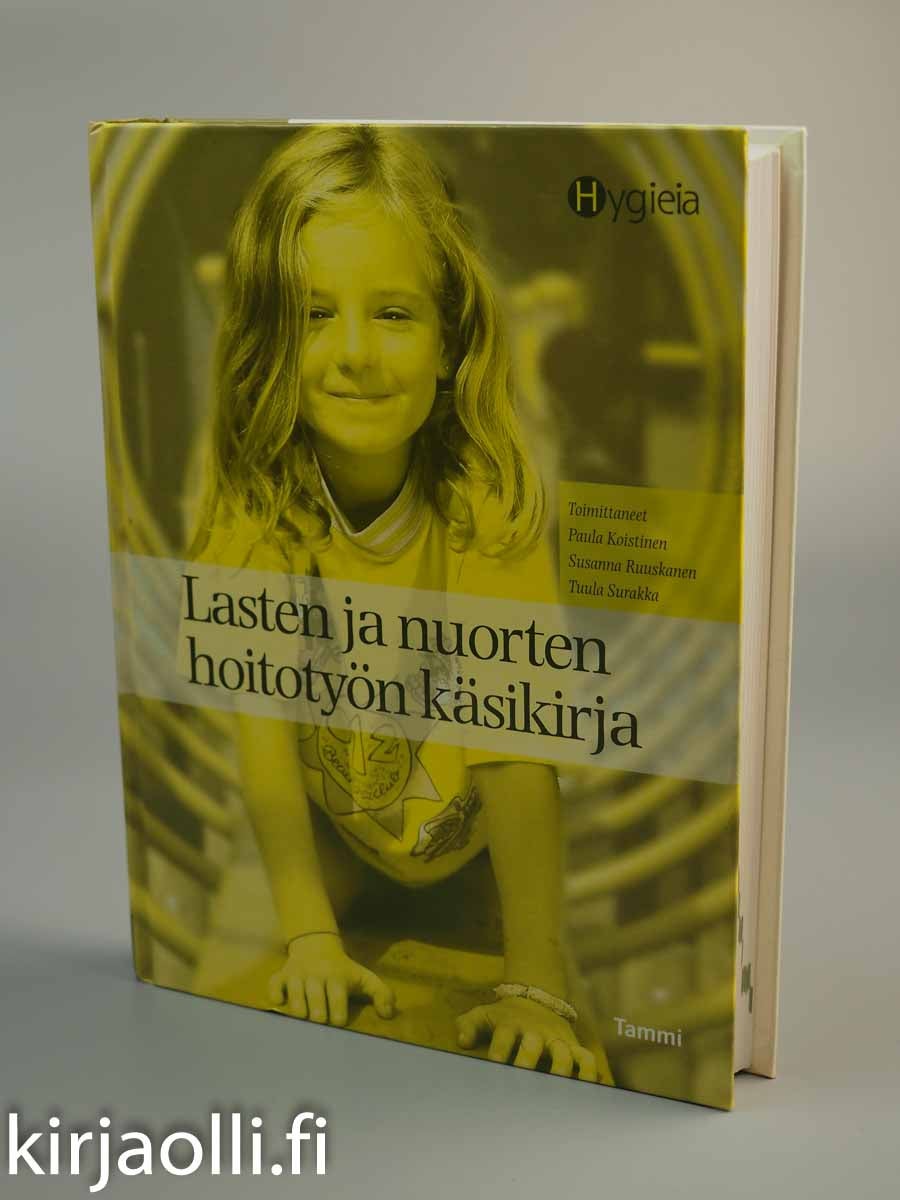 Hygieia
Toimittaneet
Paula Koistinen
Susanna Ruuskanen
Tuula Surakka
Lasten ja nuorten
hoitotyön käsikirja
Tammi
kirjaolli.fi